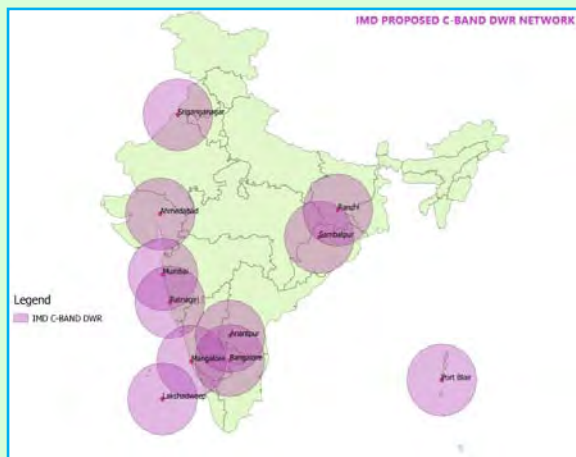 IMD PROPOSED C-BAND DWR NETWORK
Sriganganagar
Ahmedabad
Ranchi
Sambalpur
Mumbai
Ratnagiri
Legend
IMD C-BAND DWR
Anantpur
Mangalore
Bangalore
Port Blair
Lakshadweep